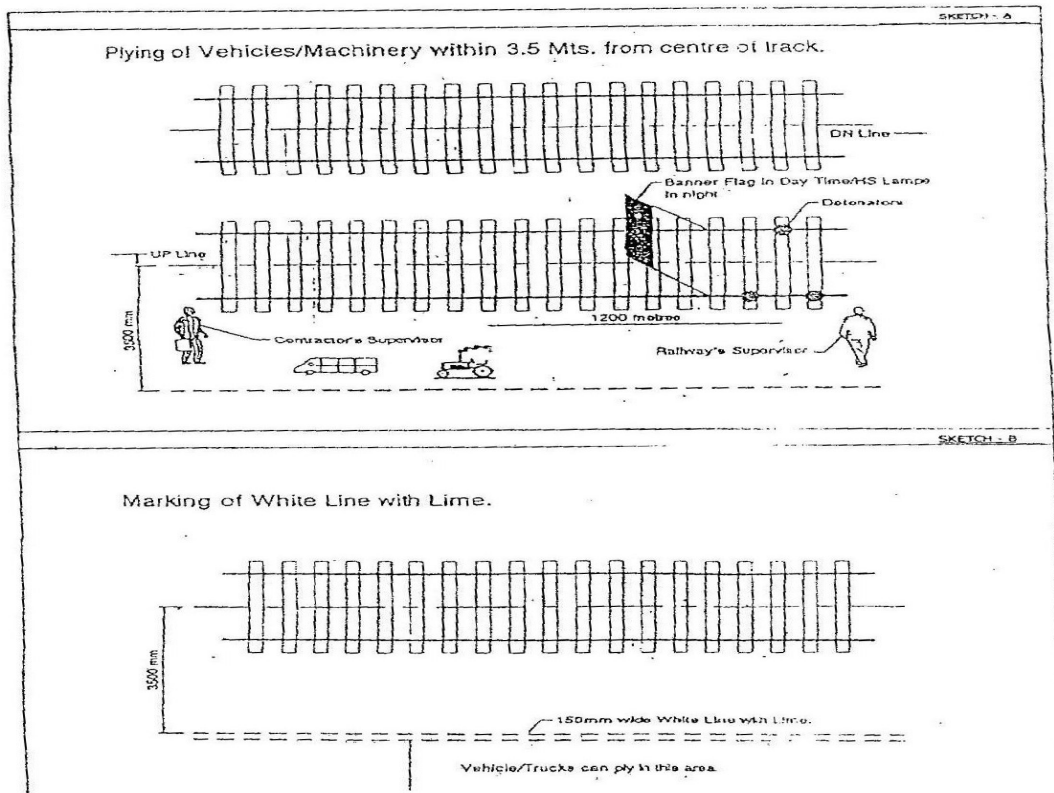 SKETCH - A
Plying of Vehicles/Machinery within 3.5 Mts. from centre of track.
DN Line
Banner Flag In Day Time/HS Lamps
In night
Detonators
UP Line
1200 metres
3500 mm
Contractor's Supervisor
Railway's Supervisor
SKETCH - B
Marking of White Line with Lime.
3500 mm
150mm wide White Line with Lime.
Vehicle/Trucks can ply in this area